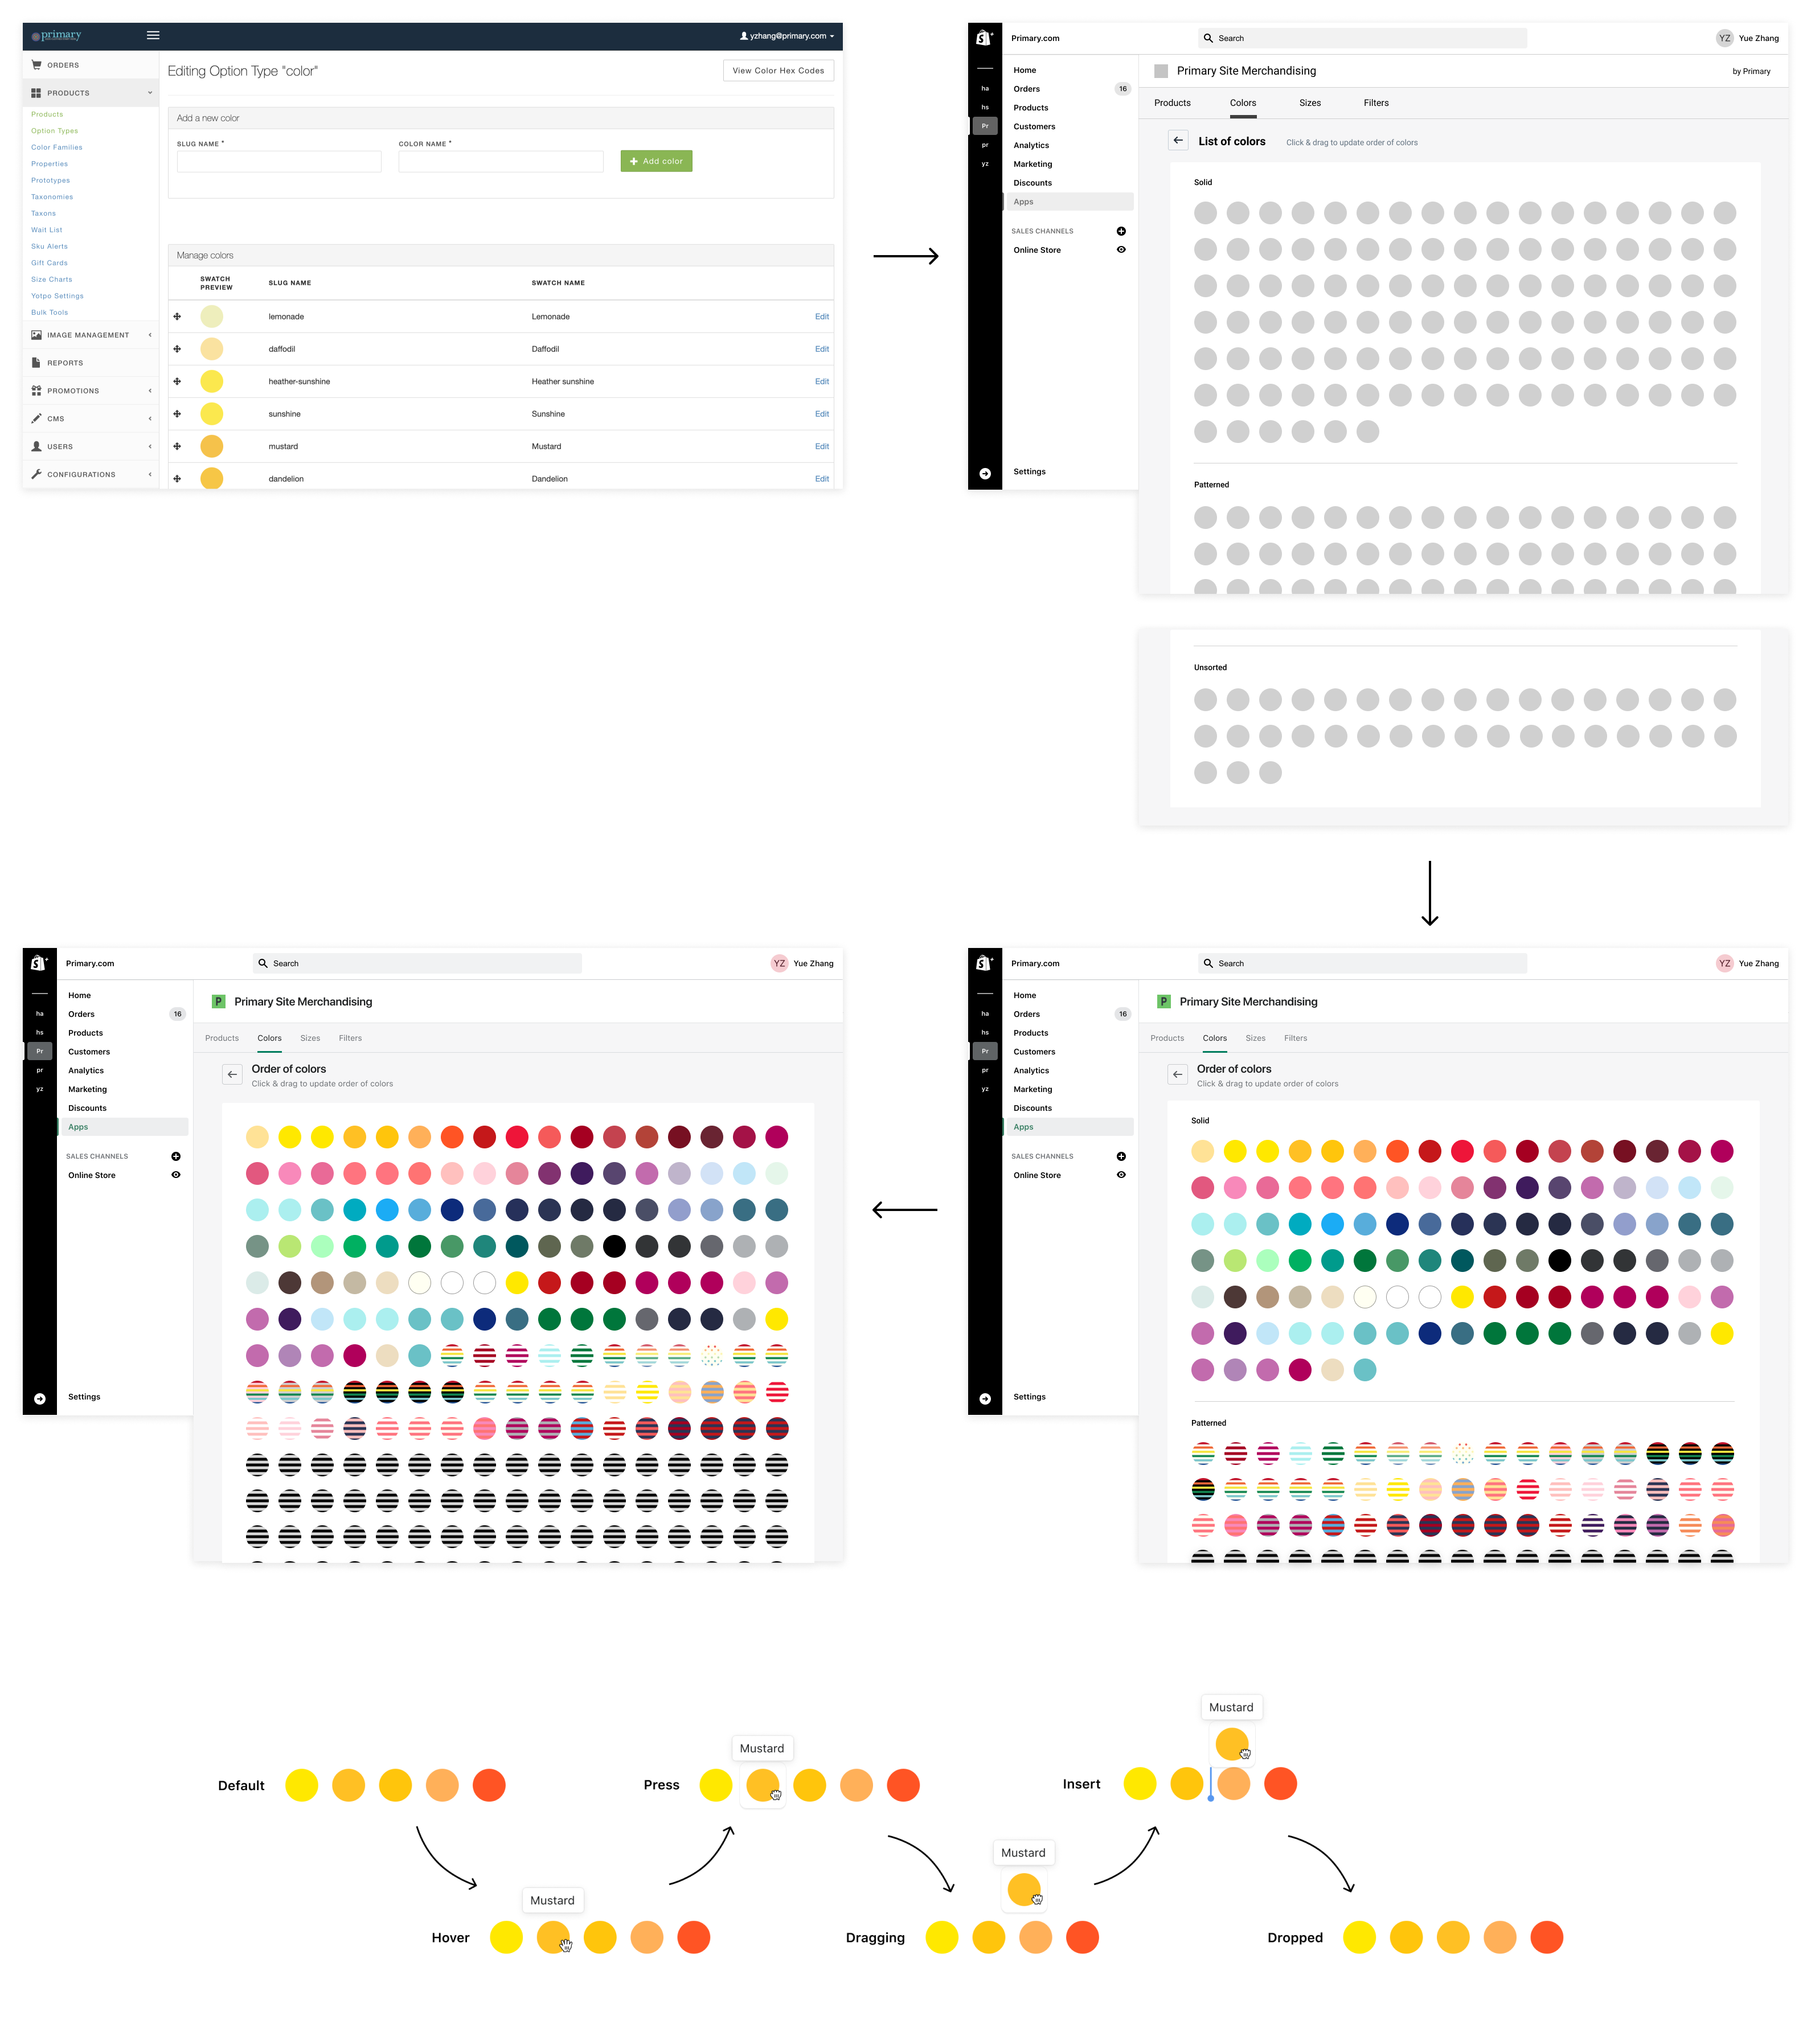 primary
yzhang@primary.com
ORDERS
PRODUCTS
Products
Option Types
Color Families
Properties
Prototypes
Taxonomies
Taxons
Wait List
Sku Alerts
Gift Cards
Size Charts
Yotpo Settings
Bulk Tools
IMAGE MANAGEMENT
REPORTS
PROMOTIONS
CMS
USERS
CONFIGURATIONS
Editing Option Type "color"
View Color Hex Codes
Add a new color
SLUG NAME * COLOR NAME *
Add color
Manage colors
SWATCH PREVIEW SLUG NAME SWATCH NAME
lemonade Lemonade Edit
daffodil Daffodil Edit
heather-sunshine Heather sunshine Edit
sunshine Sunshine Edit
mustard Mustard Edit
dandelion Dandelion Edit
Primary.com
Search
YZ Yue Zhang
ha
hs
Pr
pr
yz
Home
Orders 16
Products
Customers
Analytics
Marketing
Discounts
Apps
SALES CHANNELS
Online Store
Settings
Primary Site Merchandising
by Primary
Products Colors Sizes Filters
List of colors Click & drag to update order of colors
Solid
Patterned
Unsorted
Primary.com
Search
YZ Yue Zhang
ha
hs
Pr
pr
yz
Home
Orders 16
Products
Customers
Analytics
Marketing
Discounts
Apps
SALES CHANNELS
Online Store
Settings
P Primary Site Merchandising
Products Colors Sizes Filters
Order of colors
Click & drag to update order of colors
Primary.com
Search
YZ Yue Zhang
ha
hs
Pr
pr
yz
Home
Orders 16
Products
Customers
Analytics
Marketing
Discounts
Apps
SALES CHANNELS
Online Store
Settings
P Primary Site Merchandising
Products Colors Sizes Filters
Order of colors
Click & drag to update order of colors
Solid
Patterned
Default
Mustard
Hover
Mustard
Press
Mustard
Dragging
Mustard
Insert
Dropped